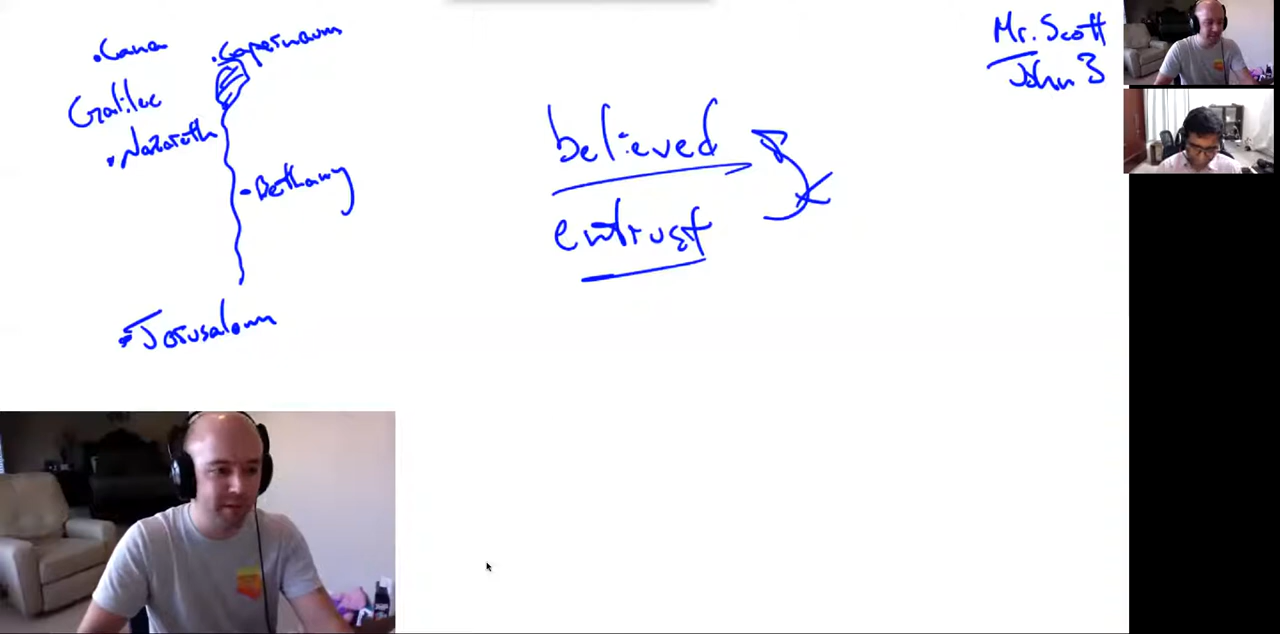 Cana
Capernaum
Galilee
Nazareth
Bethany
Jerusalem
believed
entrust
Mr. Scott
John 3